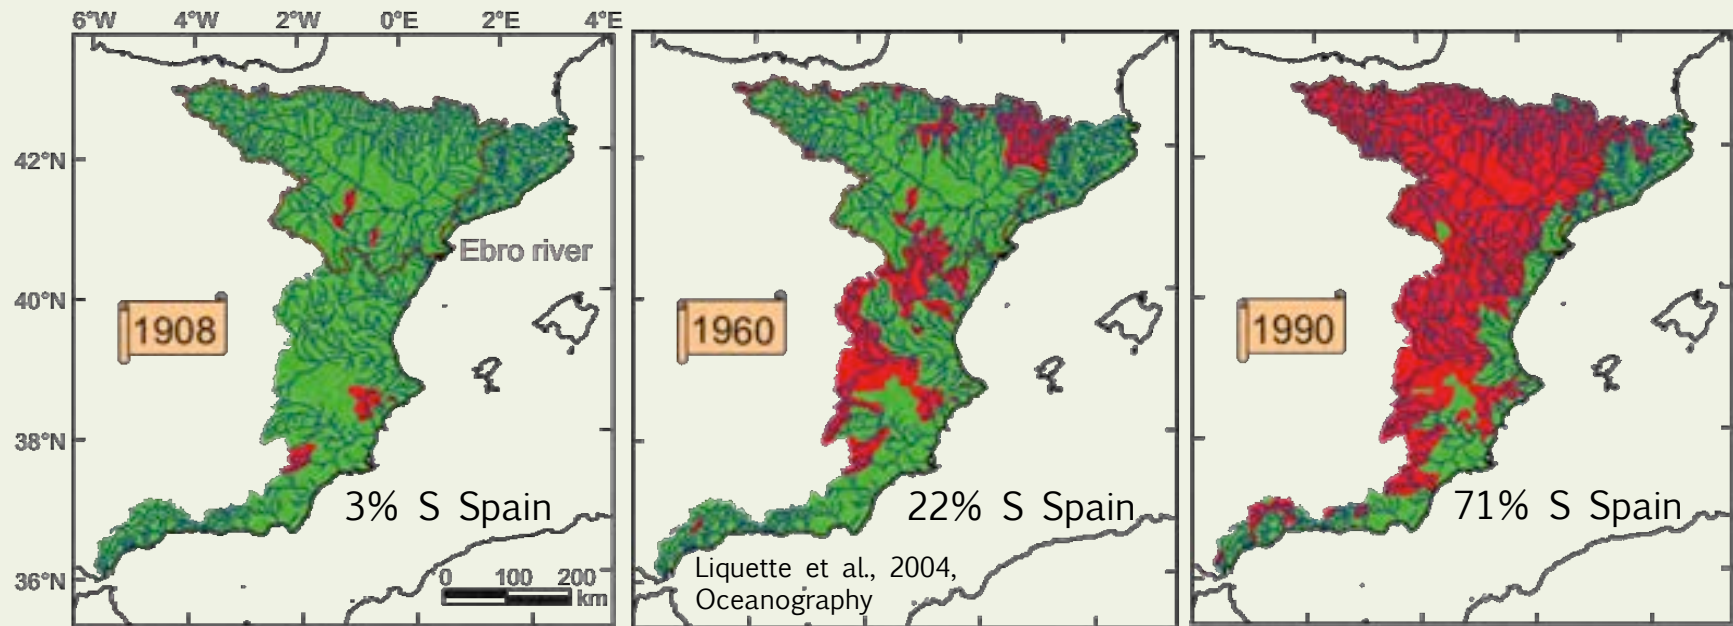 6°W 4°W 2°W 0°E 2°E 4°E
42°N
Ebro river
40°N
1908
1960
1990
38°N
3% S Spain
22% S Spain
71% S Spain
36°N
0 100 200
km
Liquette et al., 2004,
Oceanography